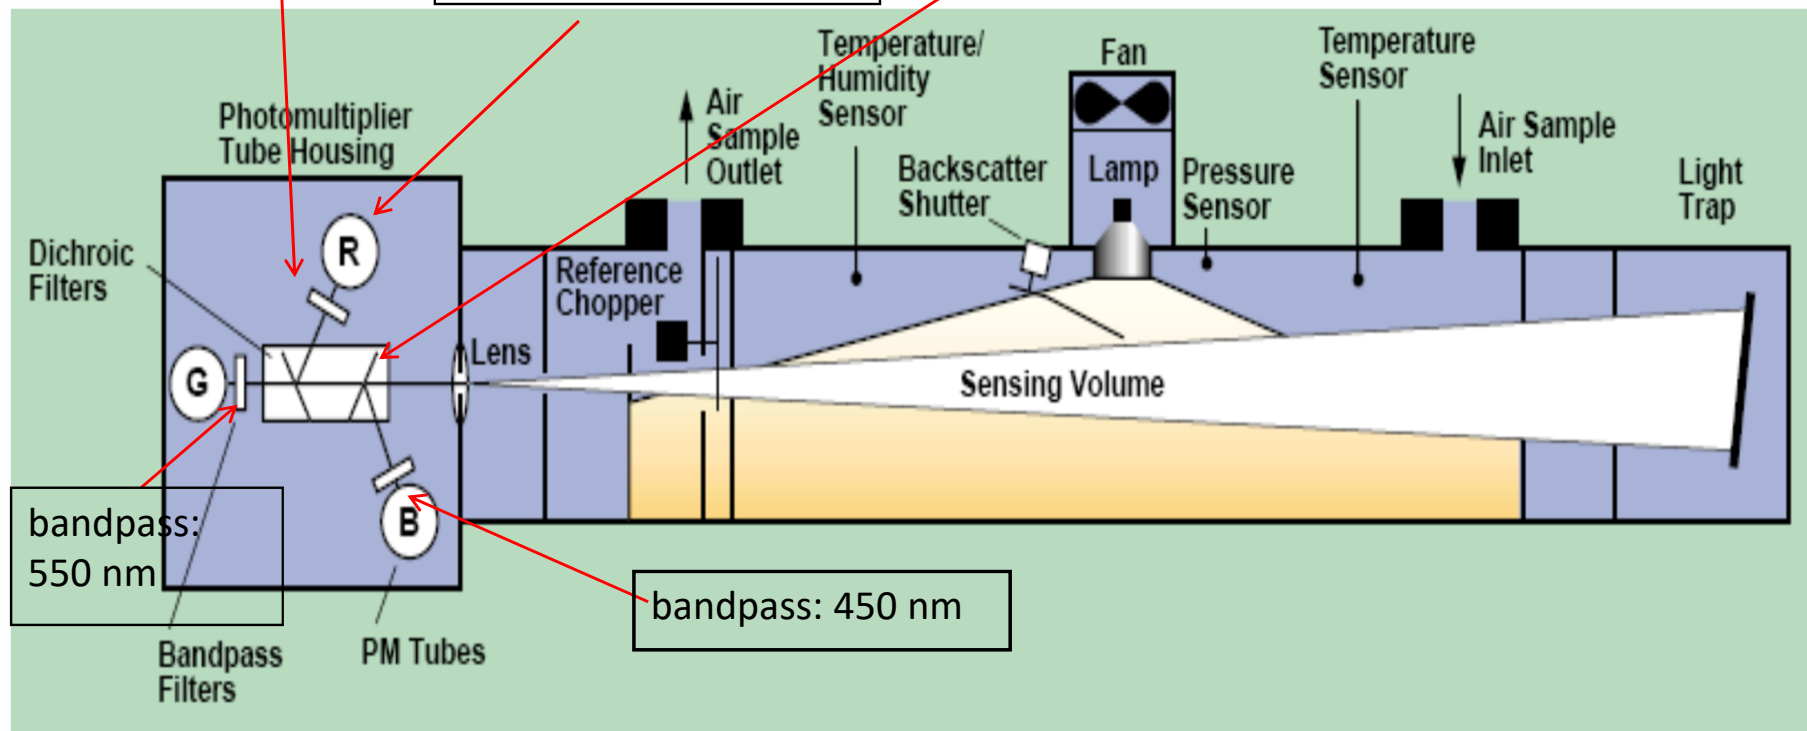 Temperature/
Humidity
Sensor
Fan
Temperature
Sensor
Photomultiplier
Tube Housing
Air
Sample
Outlet
Air Sample
Inlet
Backscatter
Shutter
Lamp
Pressure
Sensor
Light
Trap
Dichroic
Filters
R
Reference
Chopper
Lens
G
Sensing Volume
B
bandpass:
550 nm
bandpass: 450 nm
Bandpass
Filters
PM Tubes